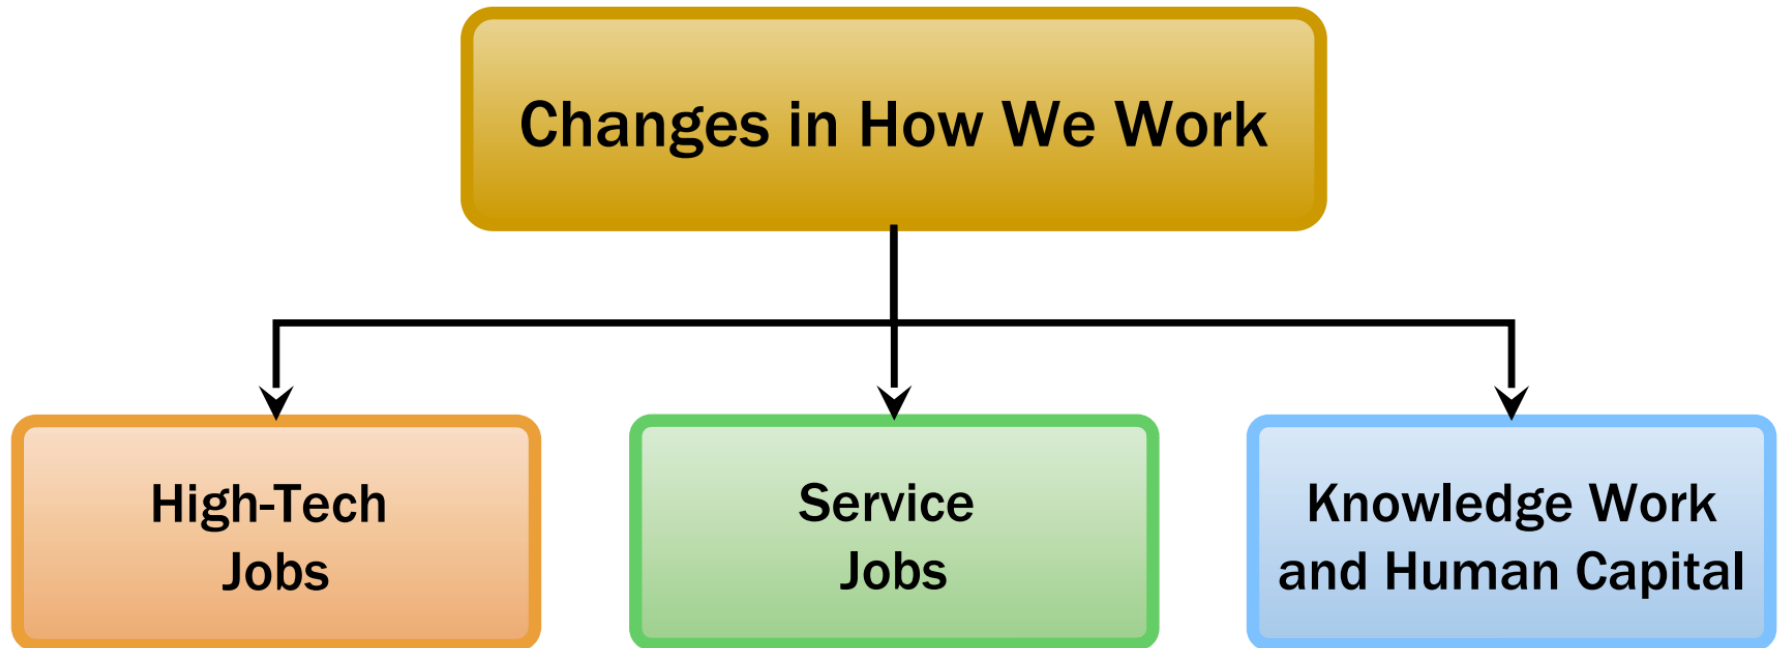 Changes in How We Work
High-Tech
Jobs
Service
Jobs
Knowledge Work
and Human Capital